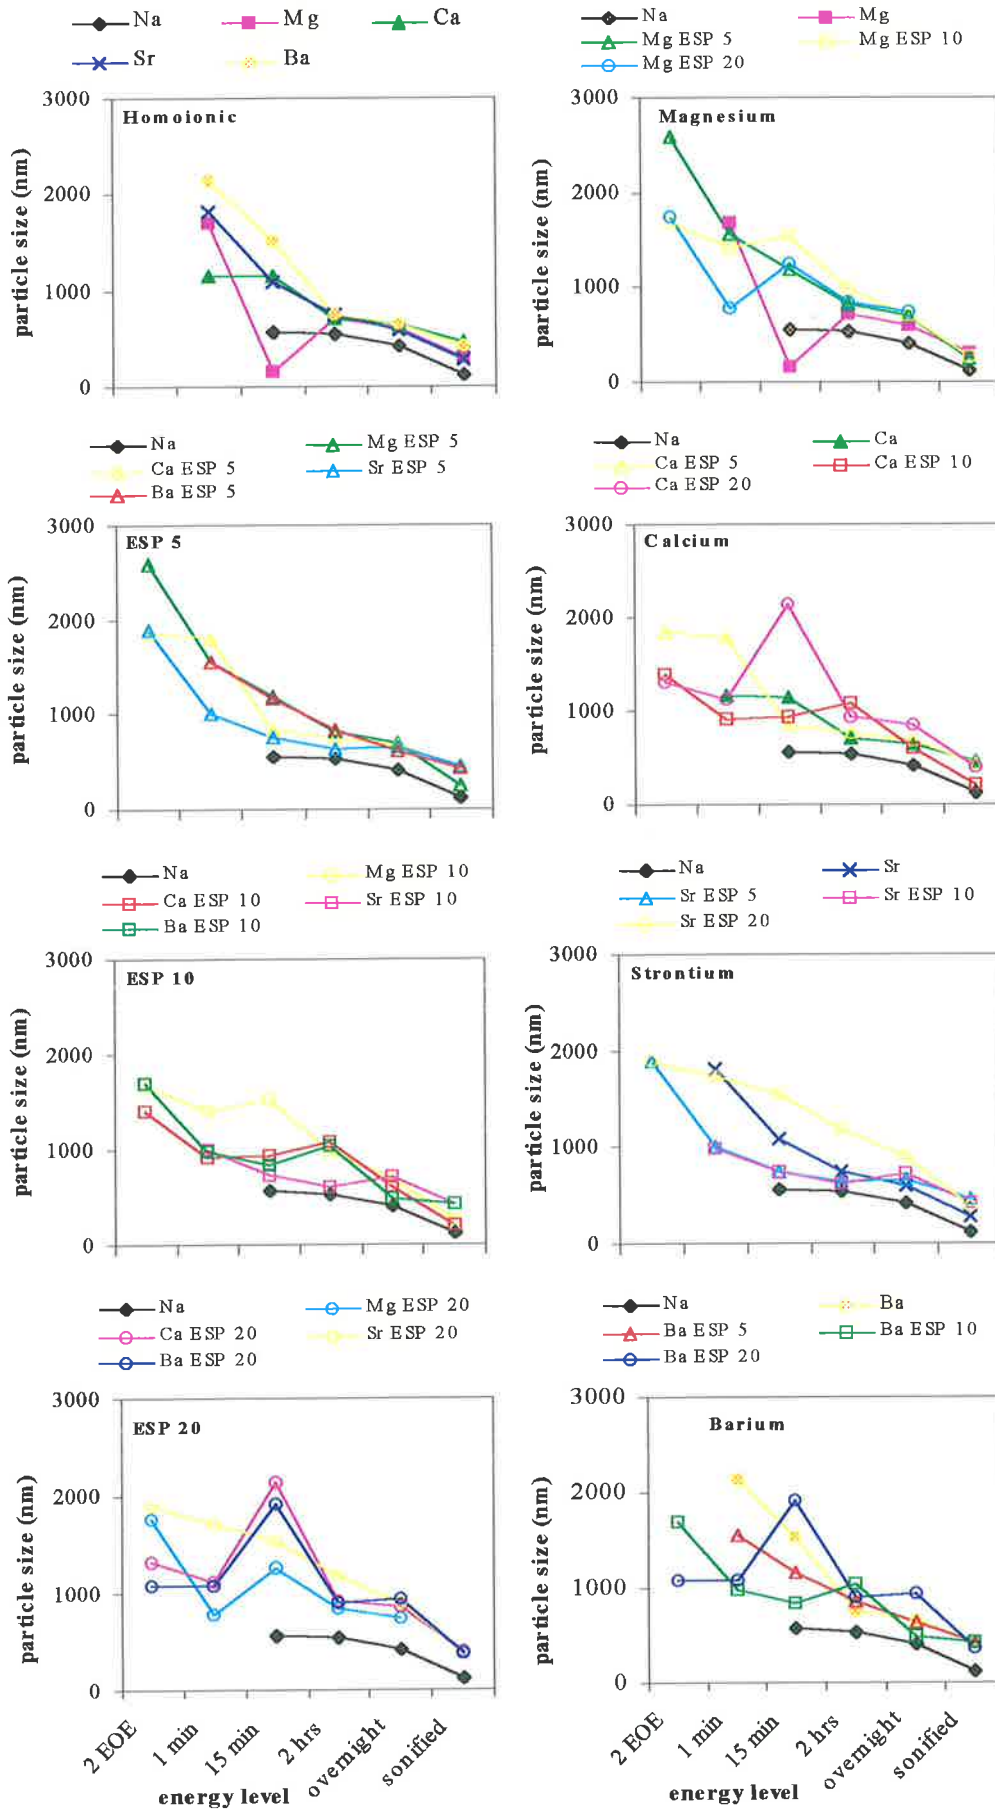 Na Mg Ca
Sr Ba
3000
2000
1000
0
particle size (nm)
Homoionic
Na Mg
Mg ESP 5 Mg ESP 10
Mg ESP 20
3000
2000
1000
0
particle size (nm)
Magnesium
Na Mg ESP 5
Ca ESP 5 Sr ESP 5
Ba ESP 5
3000
2000
1000
0
particle size (nm)
ESP 5
Na Ca
Ca ESP 5 Ca ESP 10
Ca ESP 20
3000
2000
1000
0
particle size (nm)
Calcium
Na Mg ESP 10
Ca ESP 10 Sr ESP 10
Ba ESP 10
3000
2000
1000
0
particle size (nm)
ESP 10
Na Sr
Sr ESP 5 Sr ESP 10
Sr ESP 20
3000
2000
1000
0
particle size (nm)
Strontium
Na Mg ESP 20
Ca ESP 20 Sr ESP 20
Ba ESP 20
3000
2000
1000
0
particle size (nm)
ESP 20
2 EOE 1 min 15 min 2 hrs overnight sonified
energy level
Na Ba
Ba ESP 5 Ba ESP 10
Ba ESP 20
3000
2000
1000
0
particle size (nm)
Barium
2 EOE 1 min 15 min 2 hrs overnight sonified
energy level